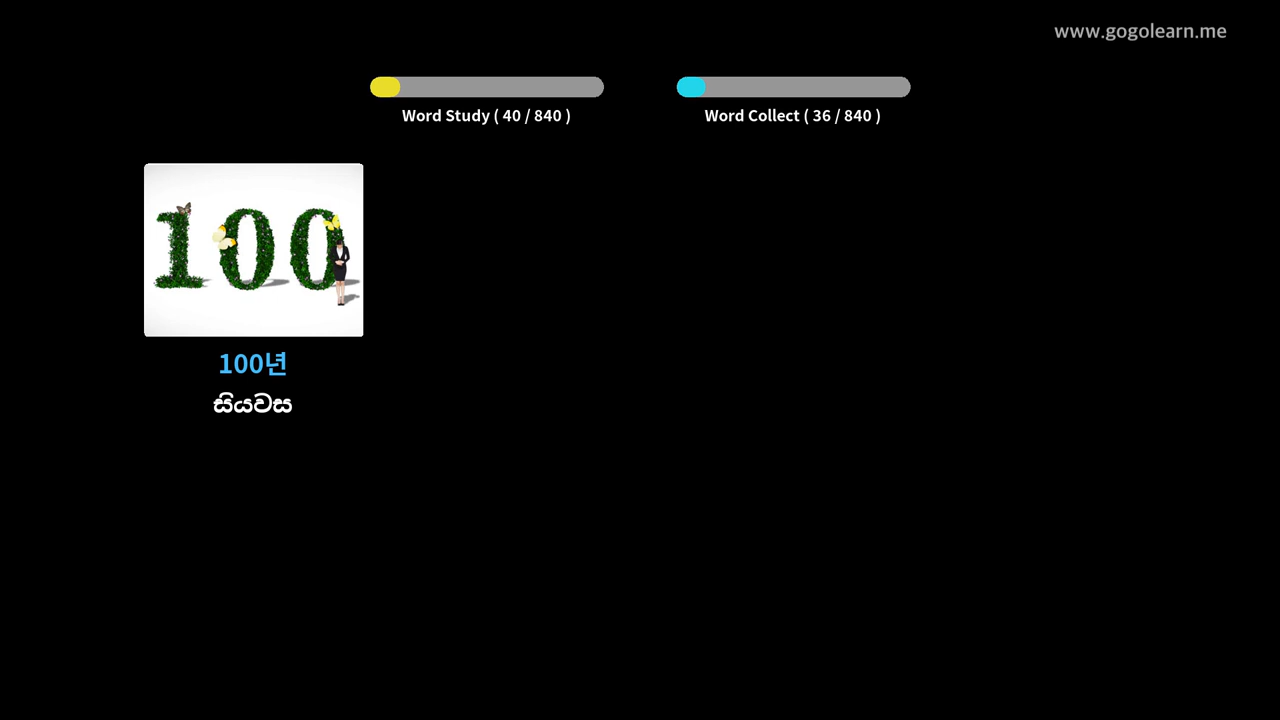 www.gogolearn.me
Word Study ( 40 / 840 )
Word Collect ( 36 / 840 )
100
100년
සියවස